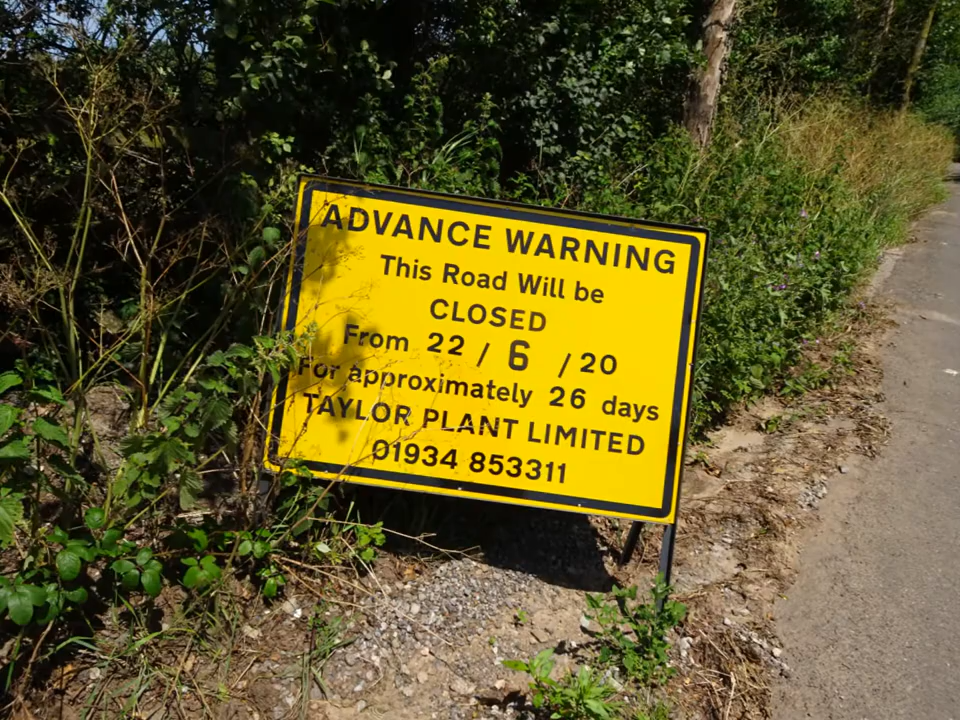 ADVANCE WARNING
This Road Will be
CLOSED
From 22 / 6 / 20
For approximately 26 days
TAYLOR PLANT LIMITED
01934 853311